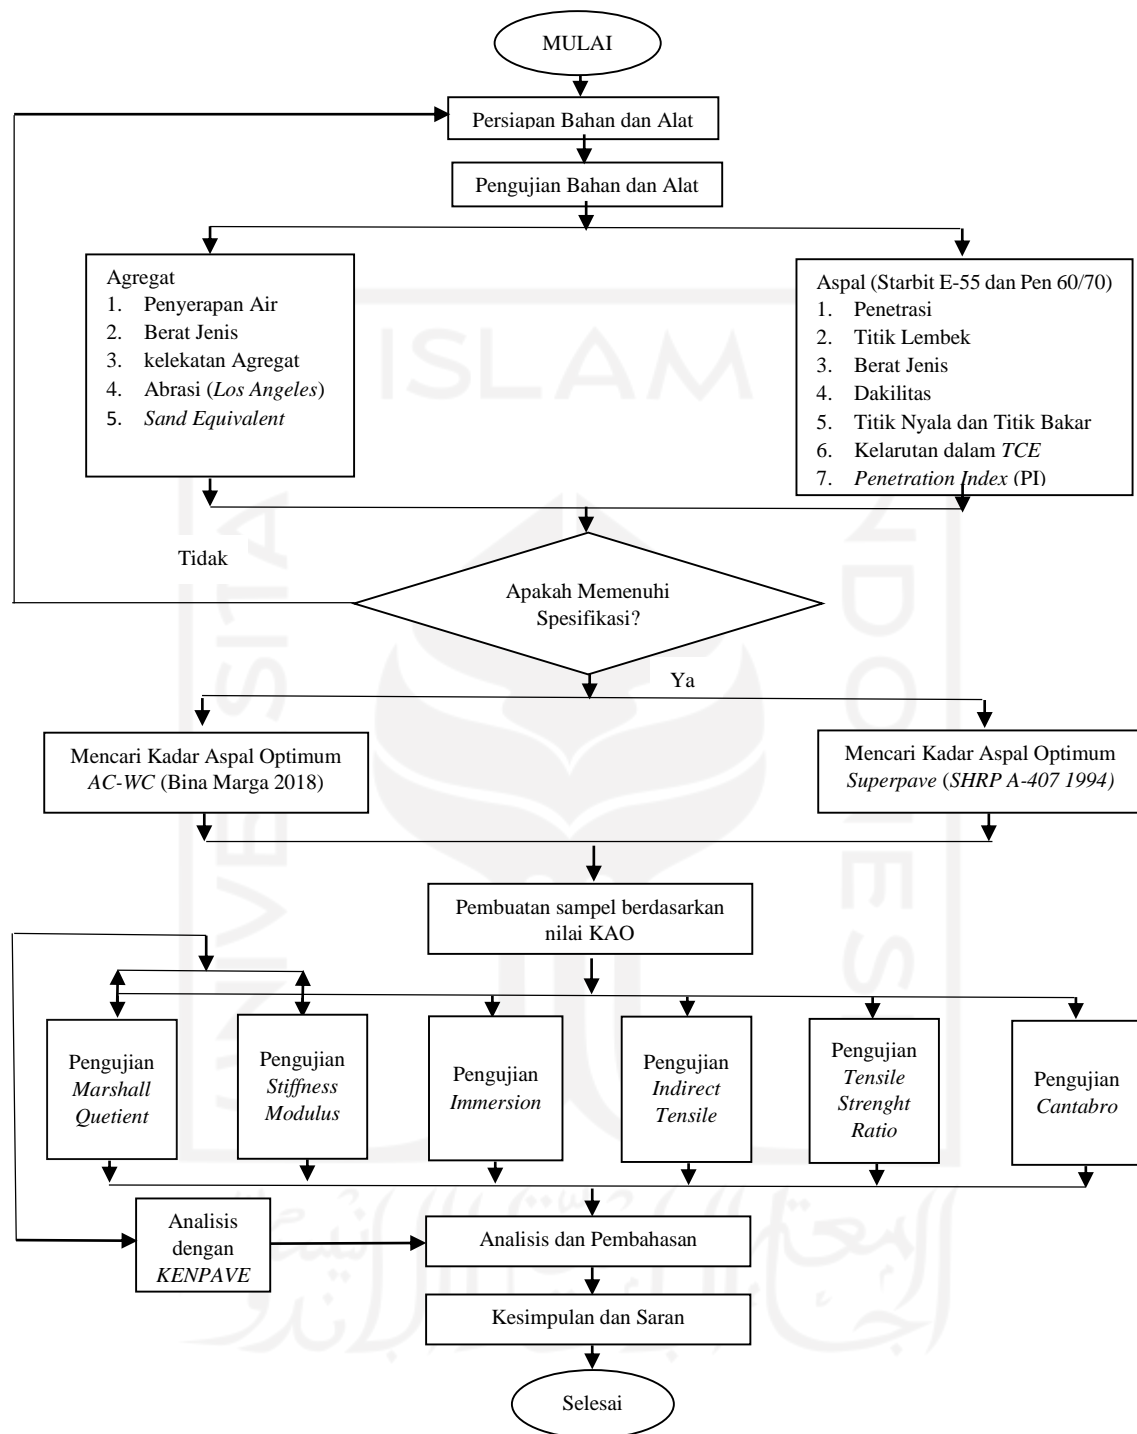 MULAI
Persiapan Bahan dan Alat
Pengujian Bahan dan Alat
Agregat
1. Penyerapan Air
2. Berat Jenis
3. kelekatan Agregat
4. Abrasi (Los Angeles)
5. Sand Equivalent
Aspal (Starbit E-55 dan Pen 60/70)
1. Penetrasi
2. Titik Lembek
3. Berat Jenis
4. Dakilitas
5. Titik Nyala dan Titik Bakar
6. Kelarutan dalam TCE
7. Penetration Index (PI)
ISLAM
Tidak
Apakah Memenuhi
Spesifikasi?
Ya
Mencari Kadar Aspal Optimum
AC-WC (Bina Marga 2018)
Mencari Kadar Aspal Optimum
Superpave (SHRP A-407 1994)
Pembuatan sampel berdasarkan
nilai KAO
Pengujian
Marshall
Quetient
Pengujian
Stiffness
Modulus
Pengujian
Immersion
Pengujian
Indirect
Tensile
Pengujian
Tensile
Strenght
Ratio
Pengujian
Cantabro
Analisis
dengan
KENPAVE
Analisis dan Pembahasan
Kesimpulan dan Saran
Selesai